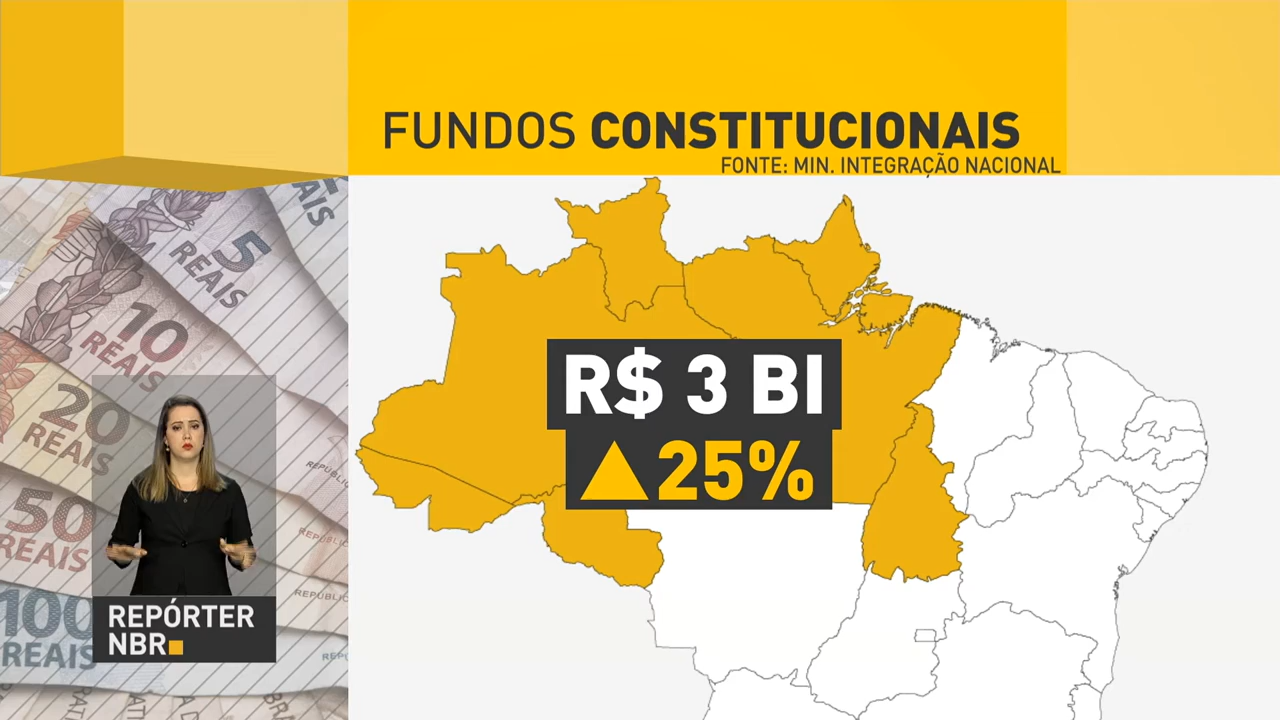 FUNDOS CONSTITUCIONAIS
FONTE: MIN. INTEGRAÇÃO NACIONAL
R$ 3 BI
▲25%
5
REAIS
10
REAIS
20
REAIS
50
REAIS
100
REAIS
REPÓRTER
NBR